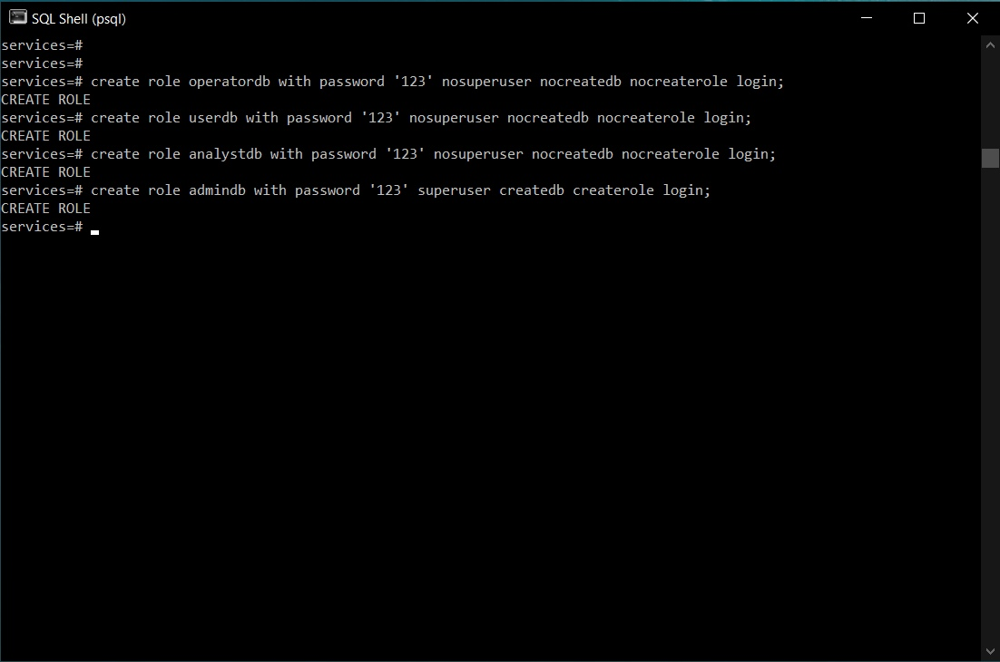 SQL Shell (psql)
services=#
services=#
services=# create role operatordb with password '123' nosuperuser nocreatedb nocreaterole login;
CREATE ROLE
services=# create role userdb with password '123' nosuperuser nocreatedb nocreaterole login;
CREATE ROLE
services=# create role analystdb with password '123' nosuperuser nocreatedb nocreaterole login;
CREATE ROLE
services=# create role admindb with password '123' superuser createdb createrole login;
CREATE ROLE
services=#